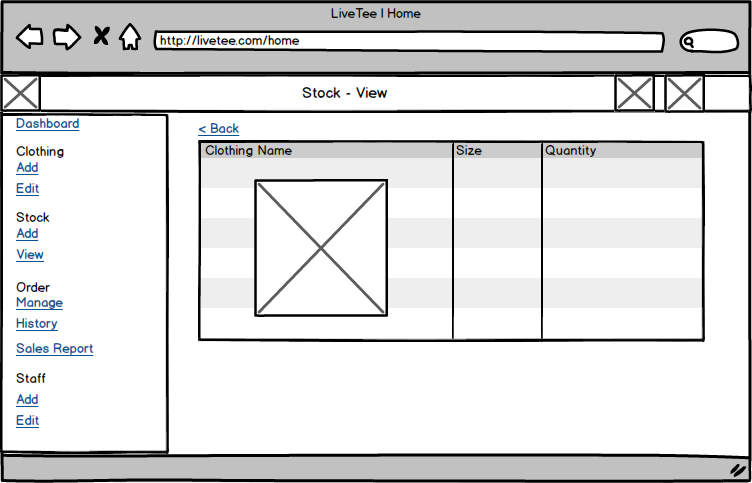 LiveTee | Home
http://livetee.com/home
Stock - View
Dashboard
Clothing
Add
Edit
Stock
Add
View
Order
Manage
History
Sales Report
Staff
Add
Edit
< Back
Clothing Name Size Quantity